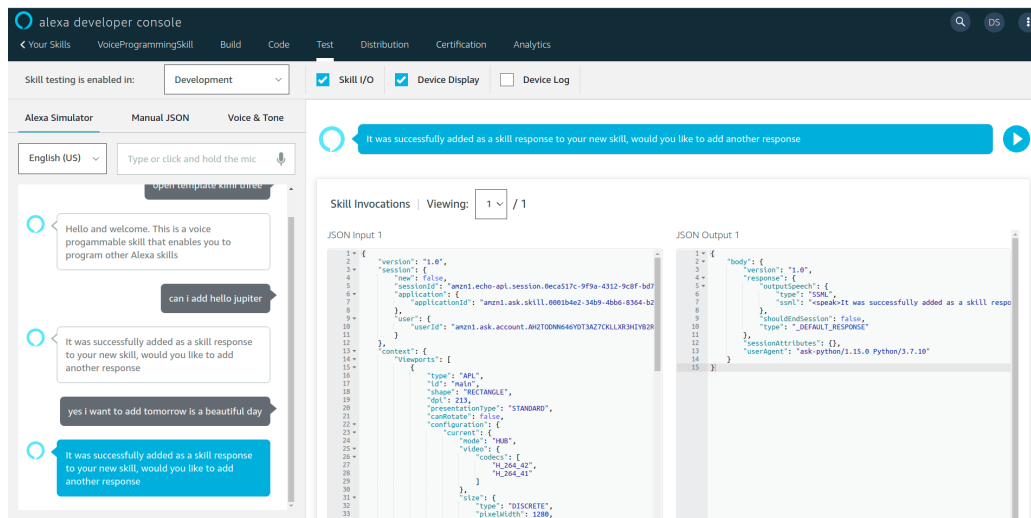 alexa developer console
DS
Your Skills VoiceProgrammingSkill Build Code Test Distribution Certification Analytics
Skill testing is enabled in: Development Skill I/O Device Display Device Log
Alexa Simulator Manual JSON Voice & Tone
English (US) Type or click and hold the mic
open template kimi three
Hello and welcome. This is a voice
progammable skill that enables you to
program other Alexa skills
can i add hello jupiter
It was successfully added as a skill response
to your new skill, would you like to add
another response
yes i want to add tomorrow is a beautiful day
It was successfully added as a skill response
to your new skill, would you like to add
another response
It was successfully added as a skill response to your new skill, would you like to add another response
Skill Invocations | Viewing: 1 / 1
JSON Input 1
1 {
2 "version": "1.0",
3 "session": {
4 "new": false,
5 "sessionId": "amzn1.echo-api.session.0eca517c-9f9a-4312-9c8f-bd7
6 "application": {
7 "applicationId": "amzn1.ask.skill.0001b4e2-34b9-4bb6-8364-b2
8 },
9 "user": {
10 "userId": "amzn1.ask.account.AH2TODNN646YDT3AZ7CKLLXR3HIYB2R
11 }
12 },
13 "context": {
14 "Viewports": [
15 {
16 "type": "APL",
17 "id": "main",
18 "shape": "RECTANGLE",
19 "dpi": 213,
20 "presentationType": "STANDARD",
21 "canRotate": false,
22 "configuration": {
23 "current": {
24 "mode": "HUB",
25 "video": {
26 "codecs": [
27 "H_264_42",
28 "H_264_41"
29 ]
30 },
31 "size": {
32 "type": "DISCRETE",
33 "pixelWidth": 1280,
JSON Output 1
1 {
2 "body": {
3 "version": "1.0",
4 "response": {
5 "outputSpeech": {
6 "type": "SSML",
7 "ssml": "<speak>It was successfully added as a skill respo
8 },
9 "shouldEndSession": false,
10 "type": "_DEFAULT_RESPONSE"
11 },
12 "sessionAttributes": {},
13 "userAgent": "ask-python/1.15.0 Python/3.7.10"
14 }
15 }